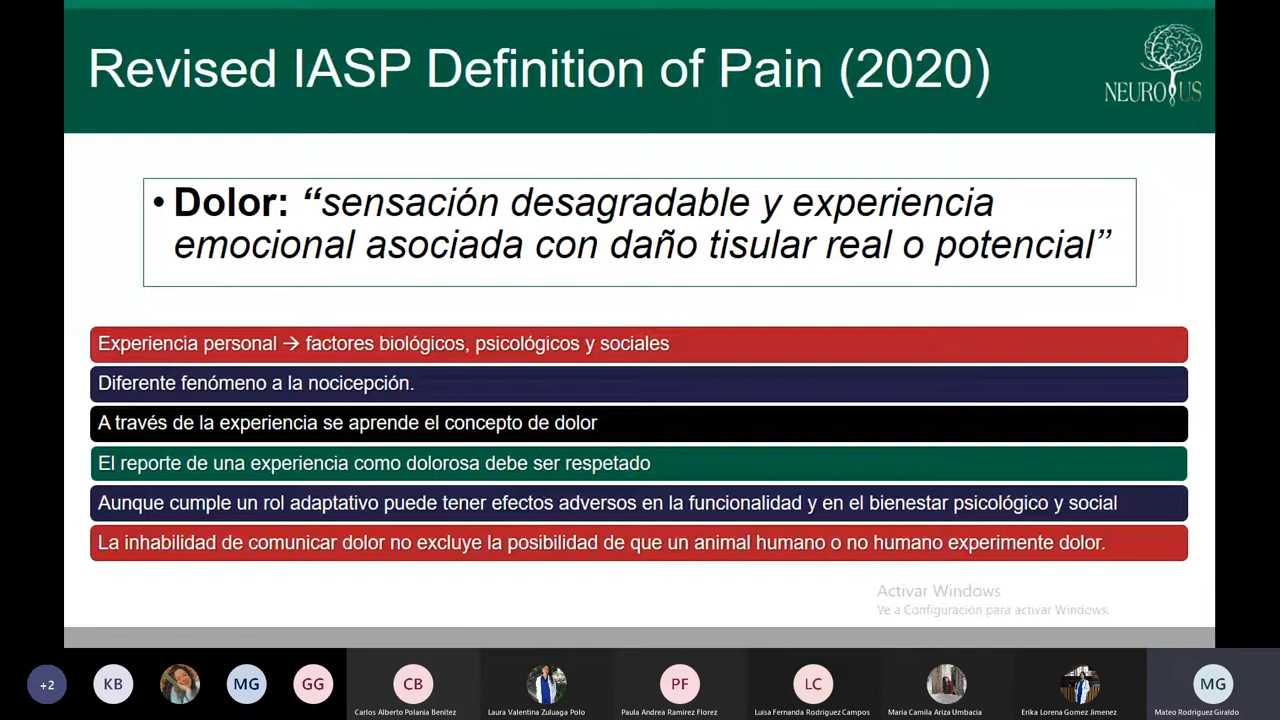 Revised IASP Definition of Pain (2020)
NEURO US
• Dolor: “sensación desagradable y experiencia
emocional asociada con daño tisular real o potencial”
Experiencia personal → factores biológicos, psicológicos y sociales
Diferente fenómeno a la nocicepción.
A través de la experiencia se aprende el concepto de dolor
El reporte de una experiencia como dolorosa debe ser respetado
Aunque cumple un rol adaptativo puede tener efectos adversos en la funcionalidad y en el bienestar psicológico y social
La inhabilidad de comunicar dolor no excluye la posibilidad de que un animal humano o no humano experimente dolor.
Activar Windows
Ve a Configuración para activar Windows.
+2
KB
MG
GG
CB
PF
LC
MG
Carlos Alberto Polania Benitez
Laura Valentina Zuluaga Polo
Paula Andrea Ramirez Florez
Luisa Fernanda Rodriguez Campos
Maria Camila Ariza Umbacia
Erika Lorena Gomez Jimenez
Mateo Rodriguez Giraldo